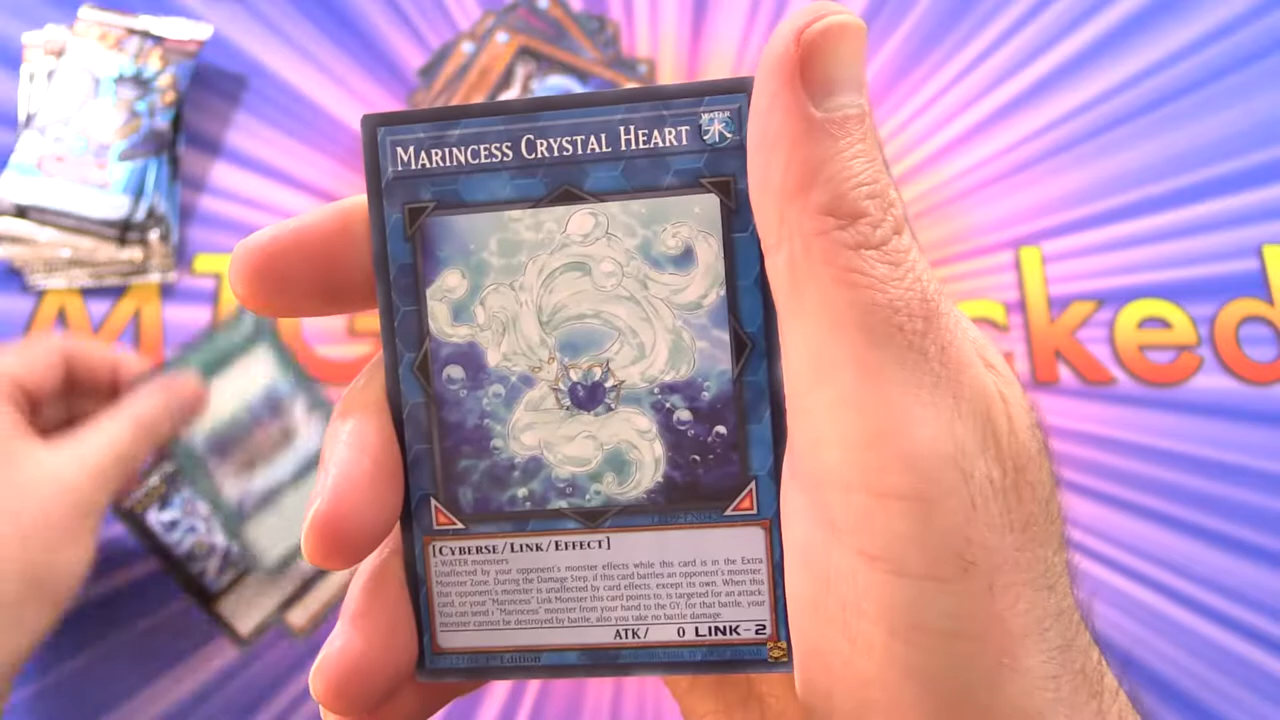 MARINCESS CRYSTAL HEART
WATER
水
[CYBERSE/LINK/EFFECT]
2 WATER monsters
Unaffected by your opponent's monster effects while this card is in the Extra
Monster Zone. During the Damage Step, if this card battles an opponent's monster,
that opponent's monster is unaffected by card effects, except its own. When this
card, or your "Marincess" Link Monster this card points to, is targeted for an attack:
You can send 1 "Marincess" monster from your hand to the GY; for that battle, your
monster cannot be destroyed by battle, also you take no battle damage.
ATK/ 0 LINK-2
1st Edition
cked